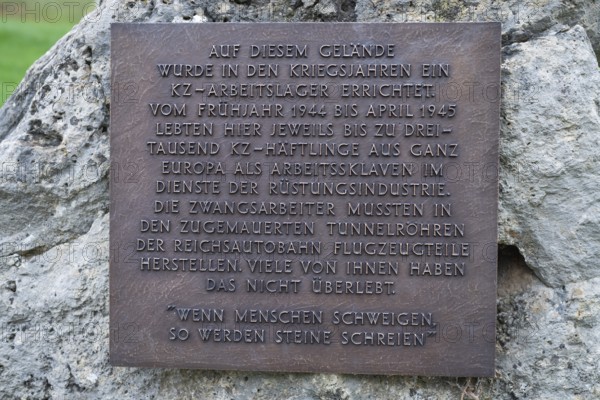 AUF DIESEM GELÄNDE
WURDE IN DEN KRIEGSJAHREN EIN
KZ-ARBEITSLAGER ERRICHTET.
VOM FRÜHJAHR 1944 BIS APRIL 1945
LEBTEN HIER JEWEILS BIS ZU DREI-
TAUSEND KZ-HÄFTLINGE AUS GANZ
EUROPA ALS ARBEITSSKLAVEN IM
DIENSTE DER RÜSTUNGSINDUSTRIE.
DIE ZWANGSARBEITER MUSSTEN IN
DEN ZUGEMAUERTEN TUNNELRÖHREN
DER REICHSAUTOBAHN FLUGZEUGTEILE
HERSTELLEN. VIELE VON IHNEN HABEN
DAS NICHT ÜBERLEBT.
"WENN MENSCHEN SCHWEIGEN,
SO WERDEN STEINE SCHREIEN"